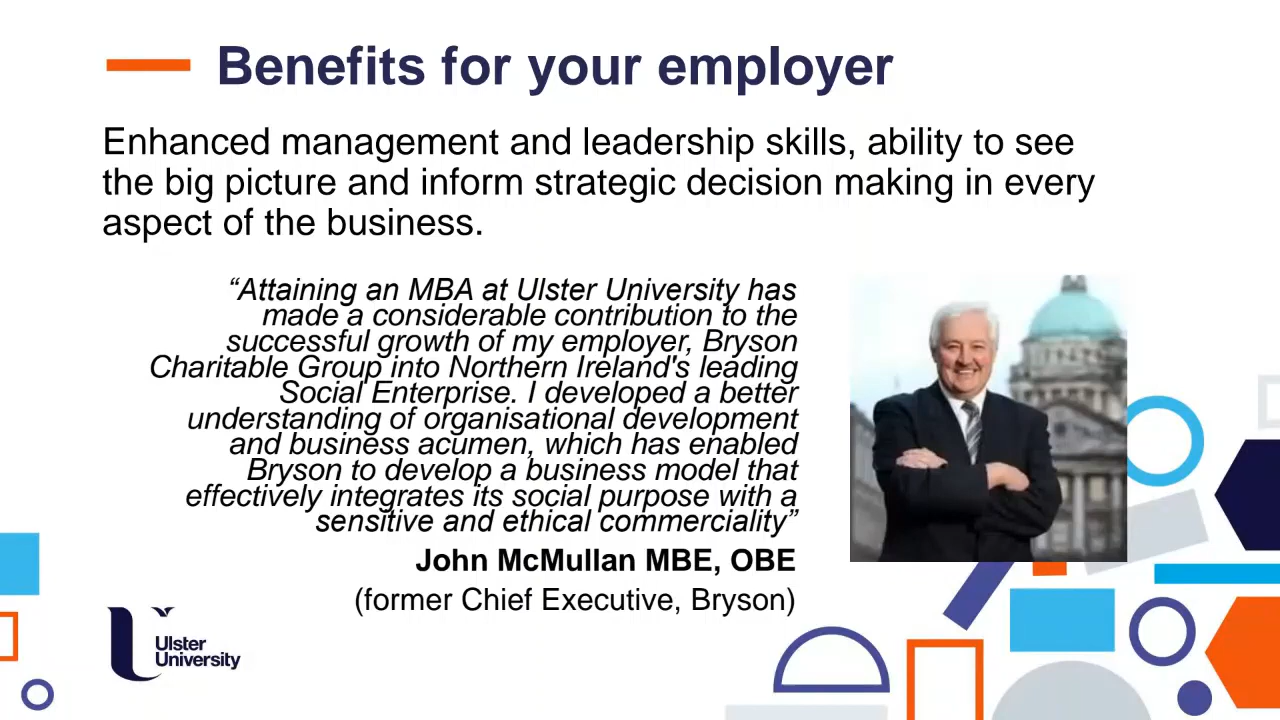 Benefits for your employer
Enhanced management and leadership skills, ability to see
the big picture and inform strategic decision making in every
aspect of the business.
“Attaining an MBA at Ulster University has
made a considerable contribution to the
successful growth of my employer, Bryson
Charitable Group into Northern Ireland's leading
Social Enterprise. I developed a better
understanding of organisational development
and business acumen, which has enabled
Bryson to develop a business model that
effectively integrates its social purpose with a
sensitive and ethical commerciality”
John McMullan MBE, OBE
(former Chief Executive, Bryson)
Ulster
University